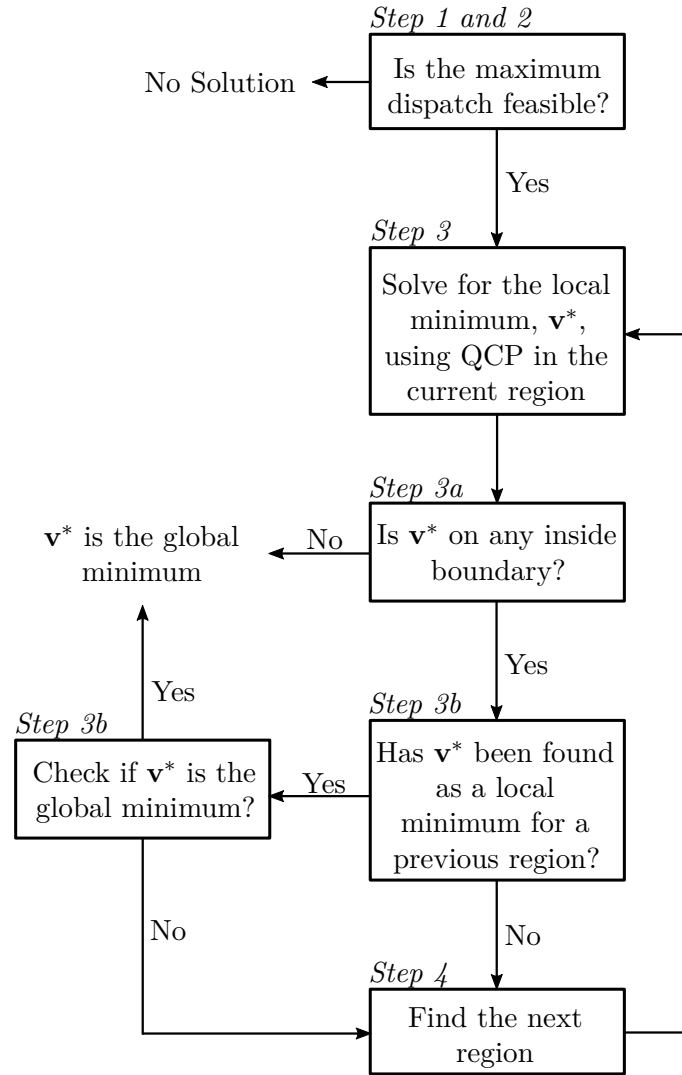 Step 1 and 2
Is the maximum
dispatch feasible?
No Solution
Yes
Step 3
Solve for the local
minimum, v*,
using QCP in the
current region
Step 3a
Is v* on any inside
boundary?
No
v* is the global
minimum
Yes
Yes
Step 3b
Has v* been found
as a local
minimum for a
previous region?
Yes
Step 3b
Check if v* is the
global minimum?
No
No
Step 4
Find the next
region